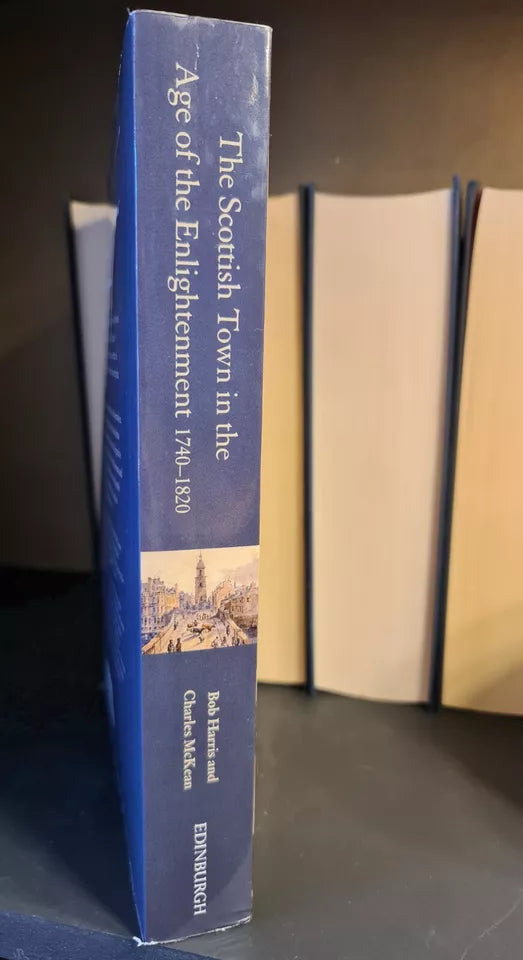 The Scottish Town in the
Age of the Enlightenment 1740–1820
Bob Harris and
Charles McKean
EDINBURGH